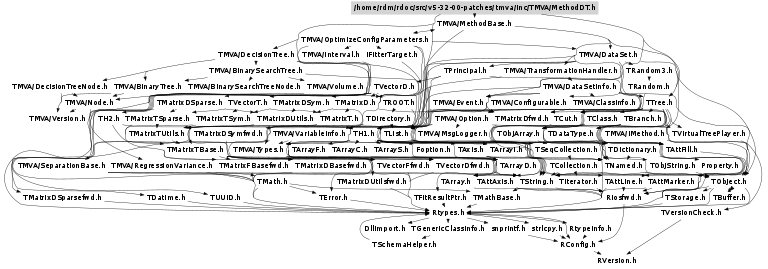 /home/rdm/rdoc/src/v5-32-00-patches/tmva/inc/TMVA/MethodDT.h
TMVA/MethodBase.h
TMVA/OptimizeConfigParameters.h
TMVA/DecisionTree.h TMVA/Interval.h IFitterTarget.h TMVA/DataSet.h
TMVA/BinarySearchTree.h TPrincipal.h TMVA/TransformationHandler.h TRandom3.h
TMVA/DecisionTreeNode.h TMVA/BinaryTree.h TMVA/BinarySearchTreeNode.h TMVA/Volume.h TVectorD.h TMVA/DataSetInfo.h TRandom.h
TMVA/Node.h TMatrixDSparse.h TVectorT.h TMatrixDSym.h TMatrixD.h TROOT.h TMVA/Event.h TMVA/Configurable.h TMVA/ClassInfo.h TTree.h
TMVA/Version.h TH2.h TMatrixTSparse.h TMatrixTSym.h TMatrixDUtils.h TMatrixT.h TDirectory.h TMVA/Option.h TMatrixDfwd.h TCut.h TClass.h TBranch.h
TMatrixTUtils.h TMatrixDSymfwd.h TMVA/VariableInfo.h TH1.h TList.h TMVA/MsgLogger.h TObjArray.h TDataType.h TMVA/IMethod.h TVirtualTreePlayer.h
TMatrixTBase.h TMVA/Types.h TArrayF.h TArrayC.h TArrayS.h Foption.h TAxis.h TArrayI.h TSeqCollection.h TDictionary.h TAttFill.h
TMVA/SeparationBase.h TMVA/RegressionVariance.h TMatrixFBasefwd.h TMatrixDBasefwd.h TVectorFfwd.h TVectorDfwd.h TArrayD.h TCollection.h TNamed.h TObjString.h Property.h
TMath.h TMatrixDUtilsfwd.h TArray.h TAttAxis.h TString.h TIterator.h TAttLine.h TAttMarker.h TObject.h
TMatrixDSparsefwd.h TDatime.h TUUID.h TError.h TFitResultPtr.h TMathBase.h Riosfwd.h TStorage.h TBuffer.h
Rtypes.h TVersionCheck.h
DllImport.h TGenericClassInfo.h snprintf.h strlcpy.h RtypeInfo.h
TSchemaHelper.h RConfig.h
RVersion.h